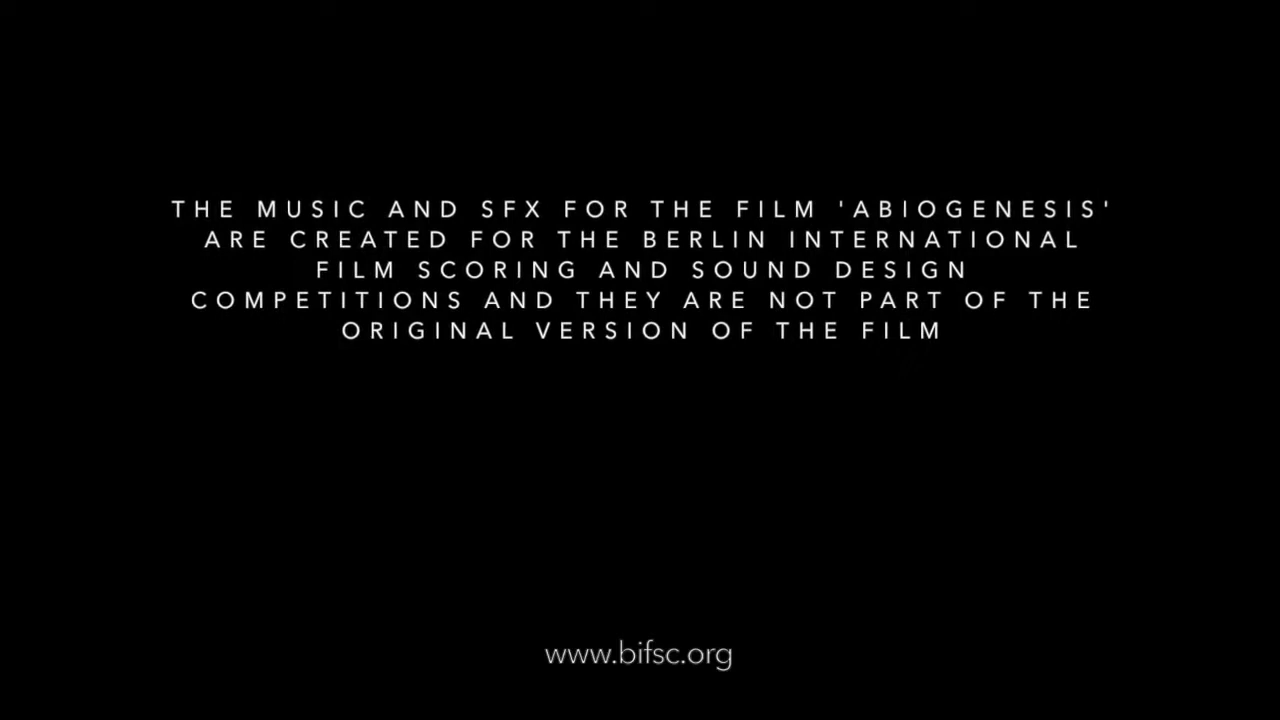 THE MUSIC AND SFX FOR THE FILM 'ABIOGENESIS'
ARE CREATED FOR THE BERLIN INTERNATIONAL
FILM SCORING AND SOUND DESIGN
COMPETITIONS AND THEY ARE NOT PART OF THE
ORIGINAL VERSION OF THE FILM
www.bifsc.org